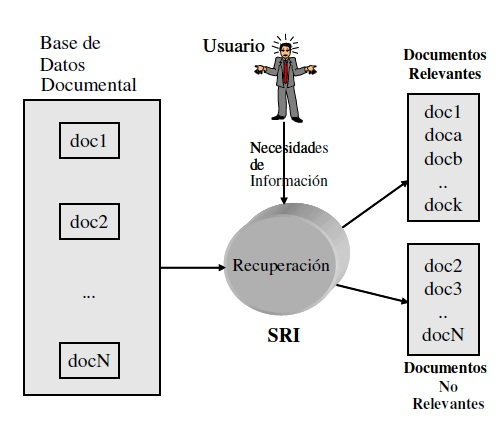 Base de
Datos
Documental
doc1
doc2
...
docN
Usuario
Necesidades
de
Información
Recuperación
SRI
Documentos
Relevantes
doc1
doca
docb
..
dock
doc2
doc3
..
docN
Documentos
No
Relevantes